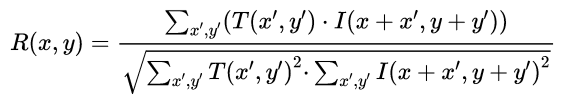 R(x, y) = \frac{\sum_{x',y'} (T(x', y') \cdot I(x + x', y + y'))}{\sqrt{\sum_{x',y'} T(x', y')^2 \cdot \sum_{x',y'} I(x + x', y + y')^2}}